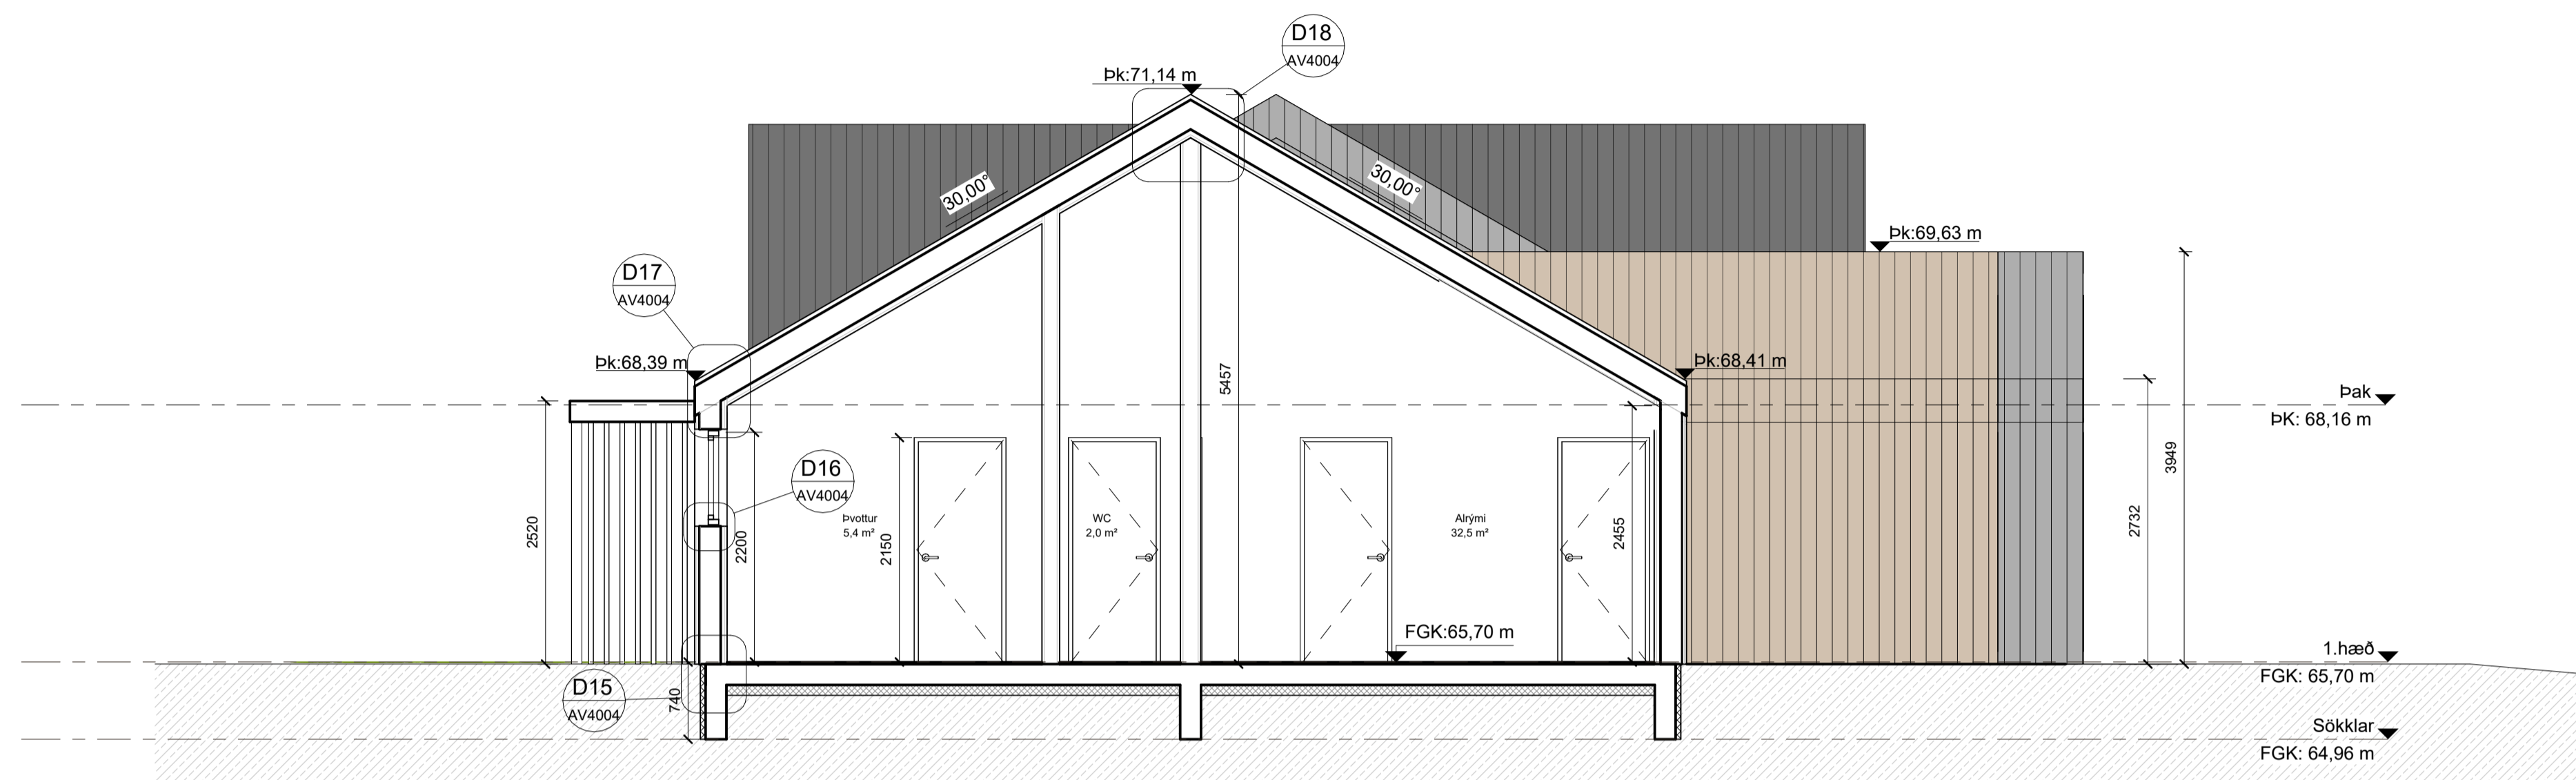 D18
AV4004
Þk:71,14 m
30,00°
30,00°
Þk:69,63 m
D17
AV4004
Þk:68,39 m
Þk:68,41 m
Þak
ÞK: 68,16 m
5457
3949
D16
AV4004
2520
2200
Þvottur
5,4 m²
2150
WC
2,0 m²
Alrými
32,5 m²
2455
2732
FGK:65,70 m
1.hæð
FGK: 65,70 m
D15
AV4004
740
Sökklar
FGK: 64,96 m